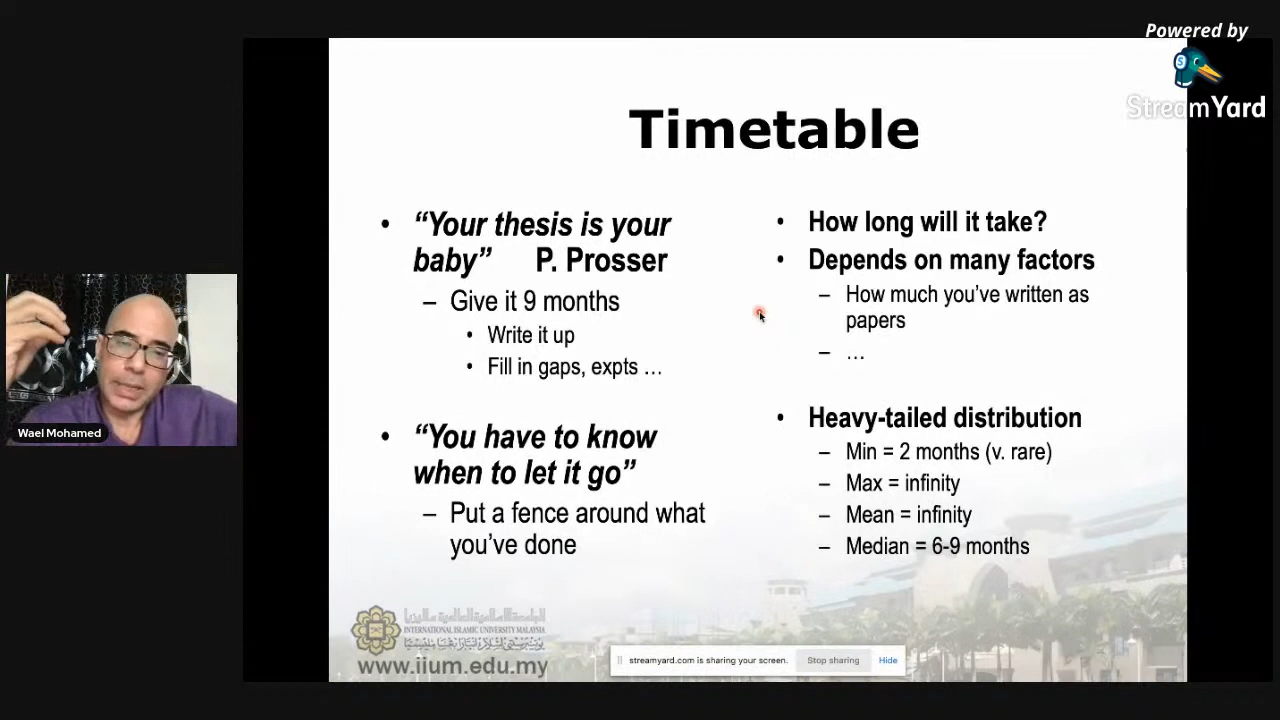 Powered by
StreamYard
Timetable
• “Your thesis is your
baby” P. Prosser
– Give it 9 months
• Write it up
• Fill in gaps, expts …
• “You have to know
when to let it go”
– Put a fence around what
you’ve done
• How long will it take?
• Depends on many factors
– How much you’ve written as
papers
– …
• Heavy-tailed distribution
– Min = 2 months (v. rare)
– Max = infinity
– Mean = infinity
– Median = 6-9 months
Wael Mohamed
INTERNATIONAL ISLAMIC UNIVERSITY MALAYSIA
www.iium.edu.my
streamyard.com is sharing your screen. Stop sharing Hide